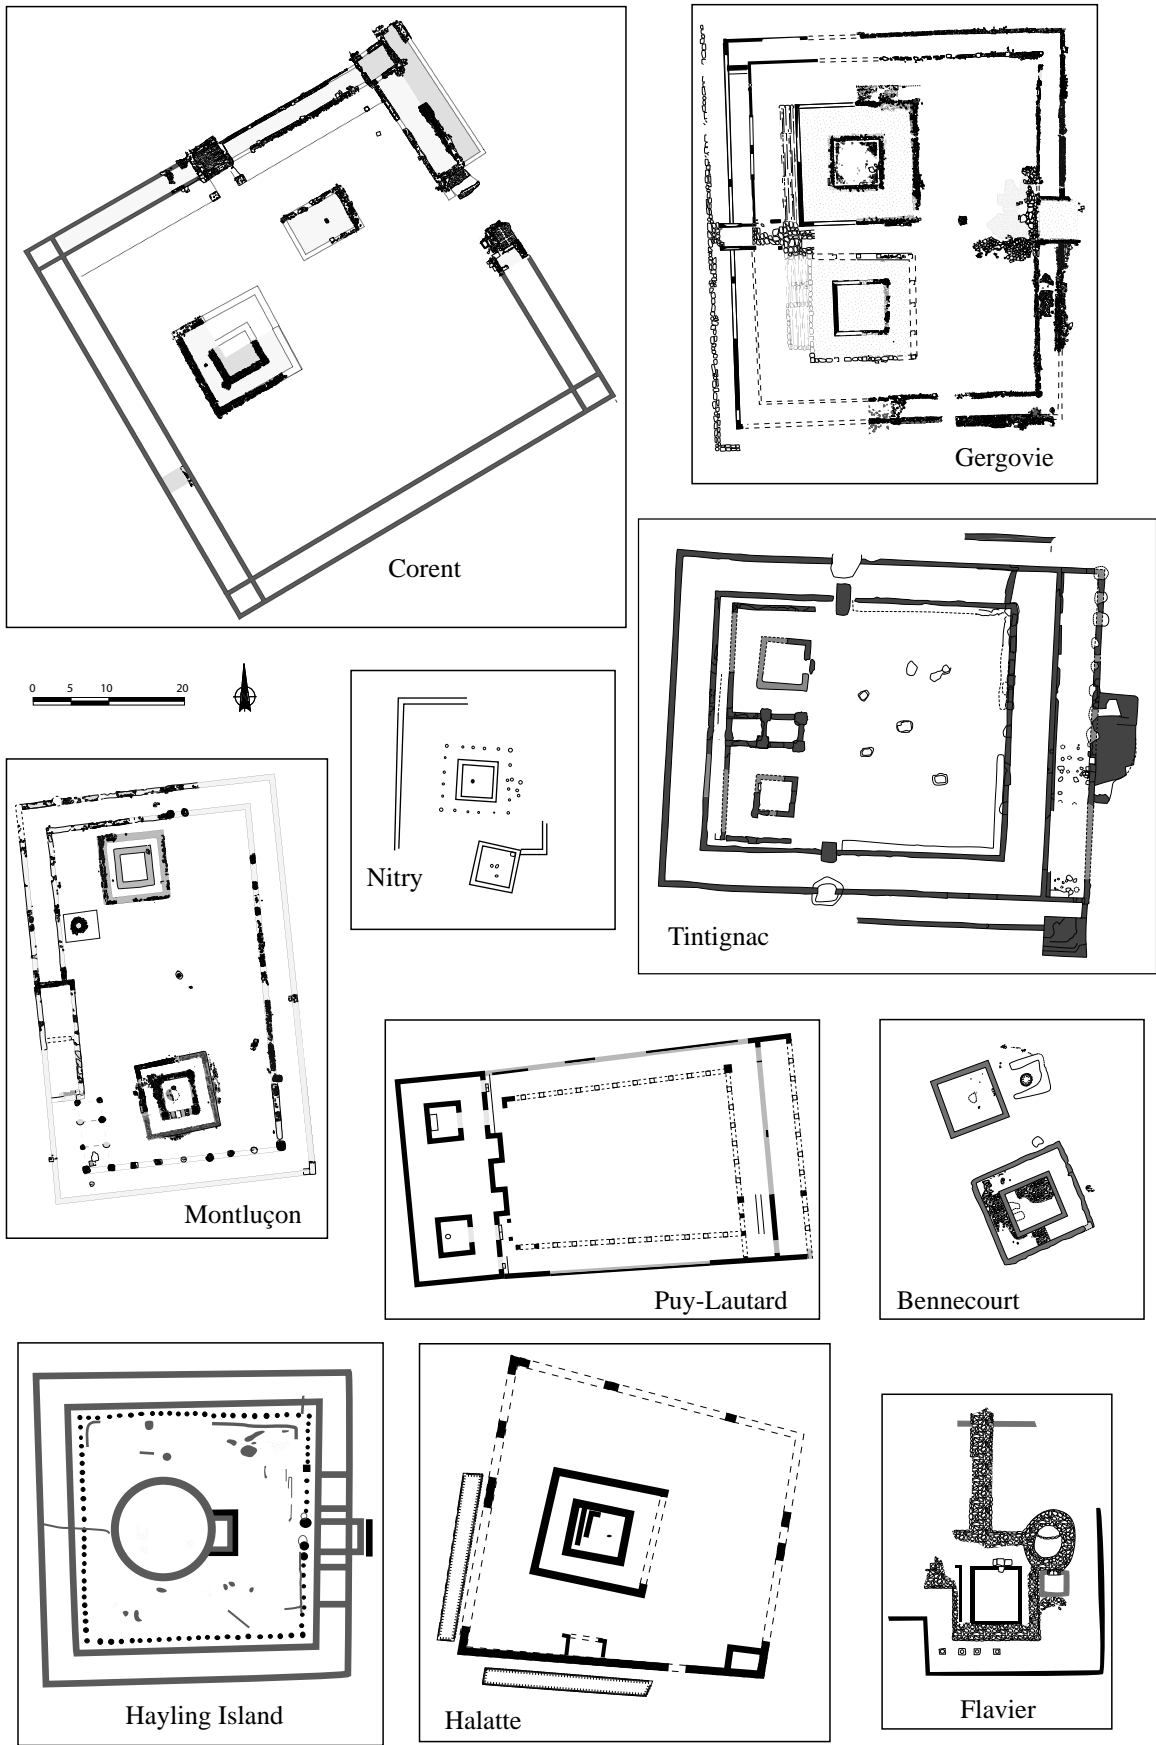 Corent
Gergovie
0 5 10 20
Nitry
Tintignac
Montluçon
Puy-Lautard
Bennecourt
Hayling Island
Halatte
Flavier